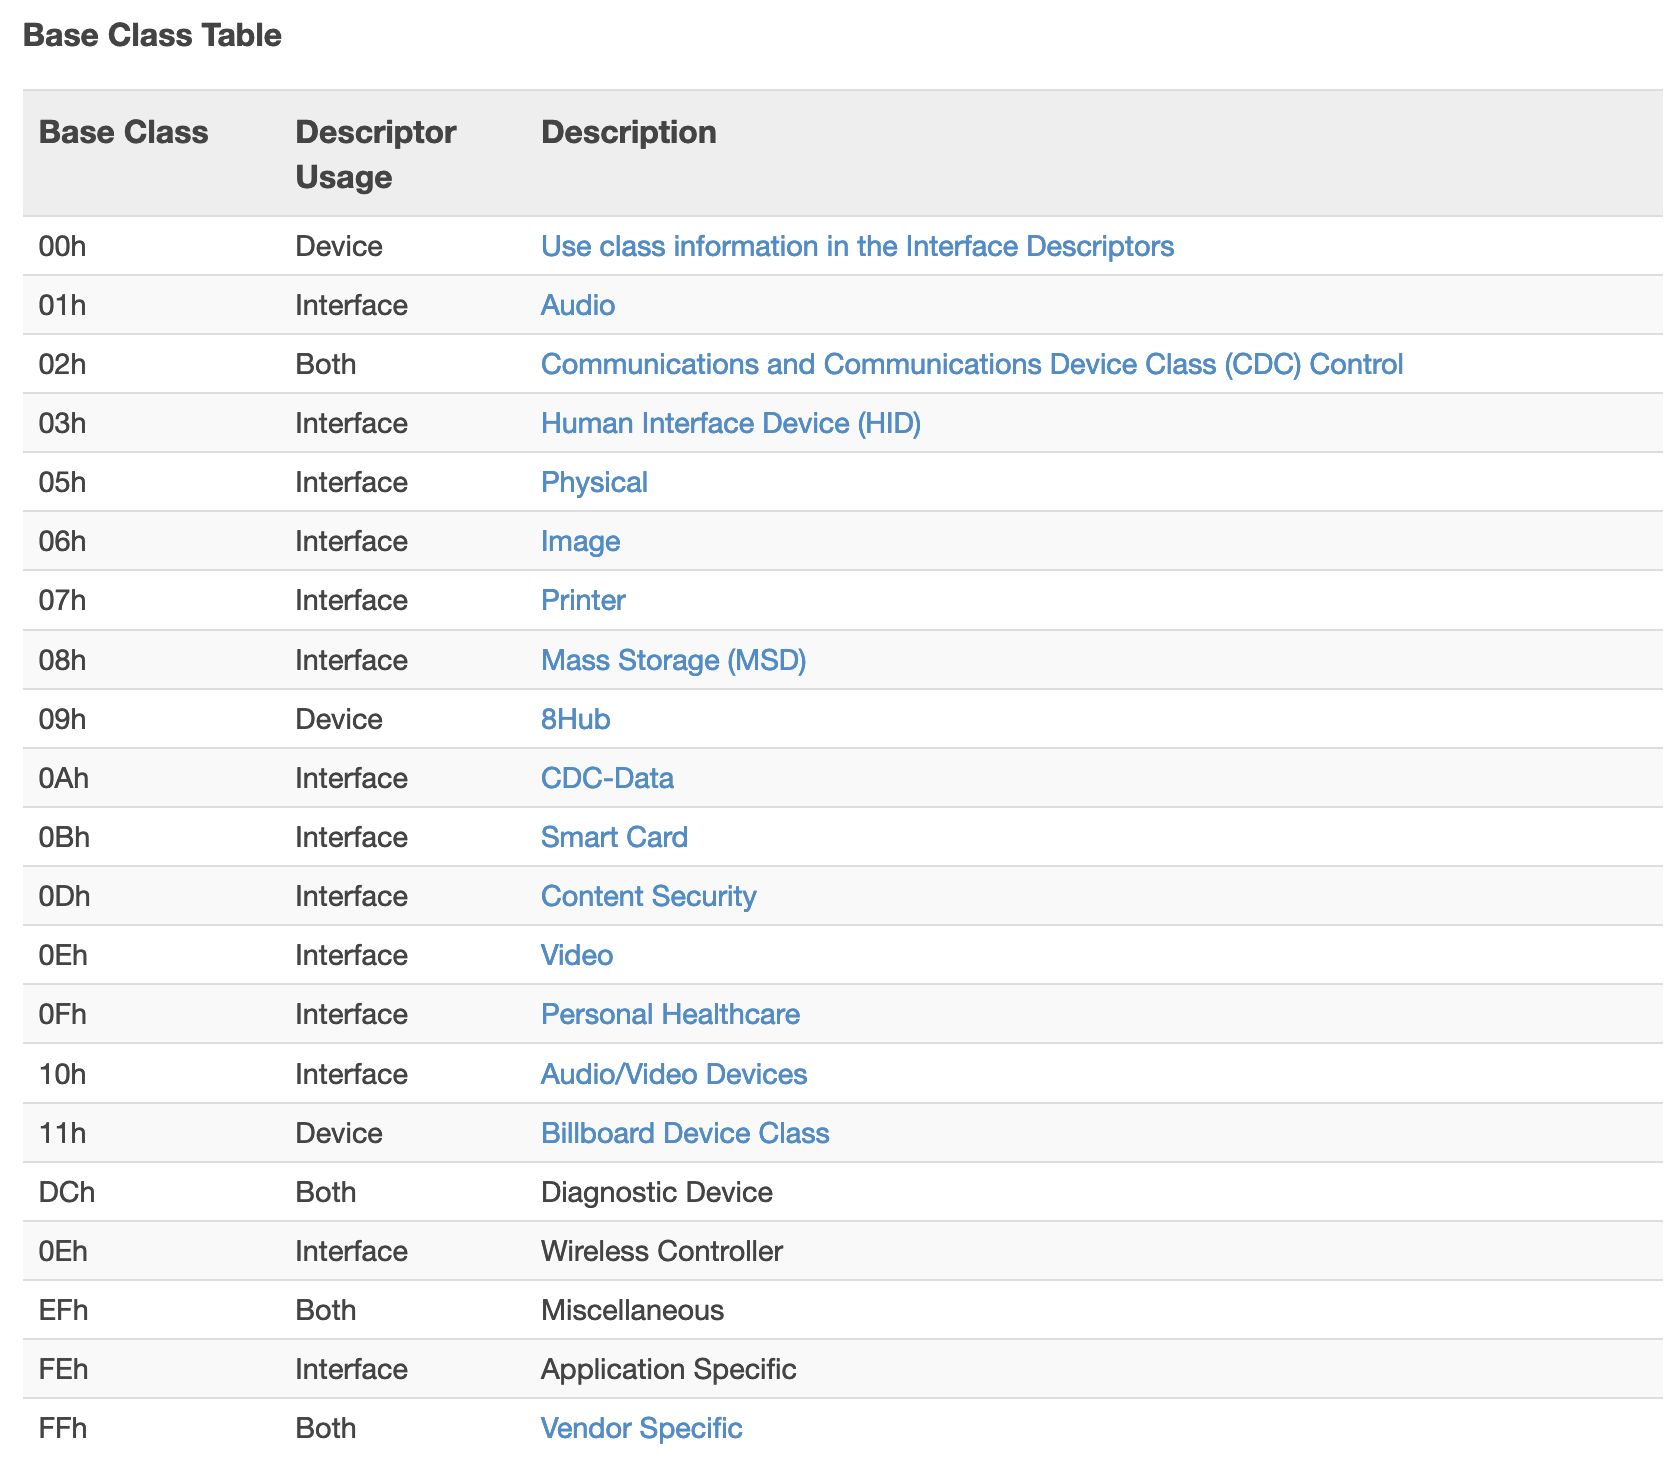 Base Class Table
Base Class Descriptor Usage Description
00h Device Use class information in the Interface Descriptors
01h Interface Audio
02h Both Communications and Communications Device Class (CDC) Control
03h Interface Human Interface Device (HID)
05h Interface Physical
06h Interface Image
07h Interface Printer
08h Interface Mass Storage (MSD)
09h Device 8Hub
0Ah Interface CDC-Data
0Bh Interface Smart Card
0Dh Interface Content Security
0Eh Interface Video
0Fh Interface Personal Healthcare
10h Interface Audio/Video Devices
11h Device Billboard Device Class
DCh Both Diagnostic Device
0Eh Interface Wireless Controller
EFh Both Miscellaneous
FEh Interface Application Specific
FFh Both Vendor Specific